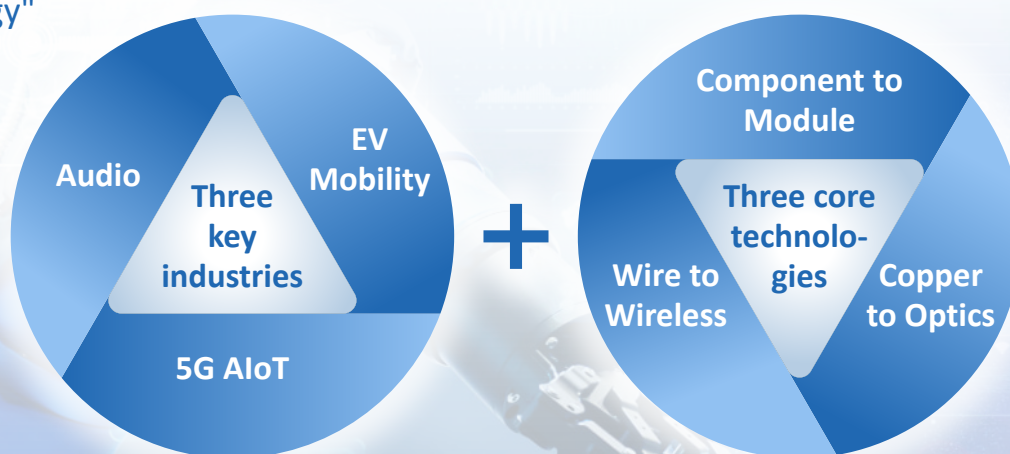 gy"
Audio
EV
Mobility
Three
key
industries
5G AIoT
+
Component to
Module
Three core
technolo-
gies
Wire to
Wireless
Copper
to Optics